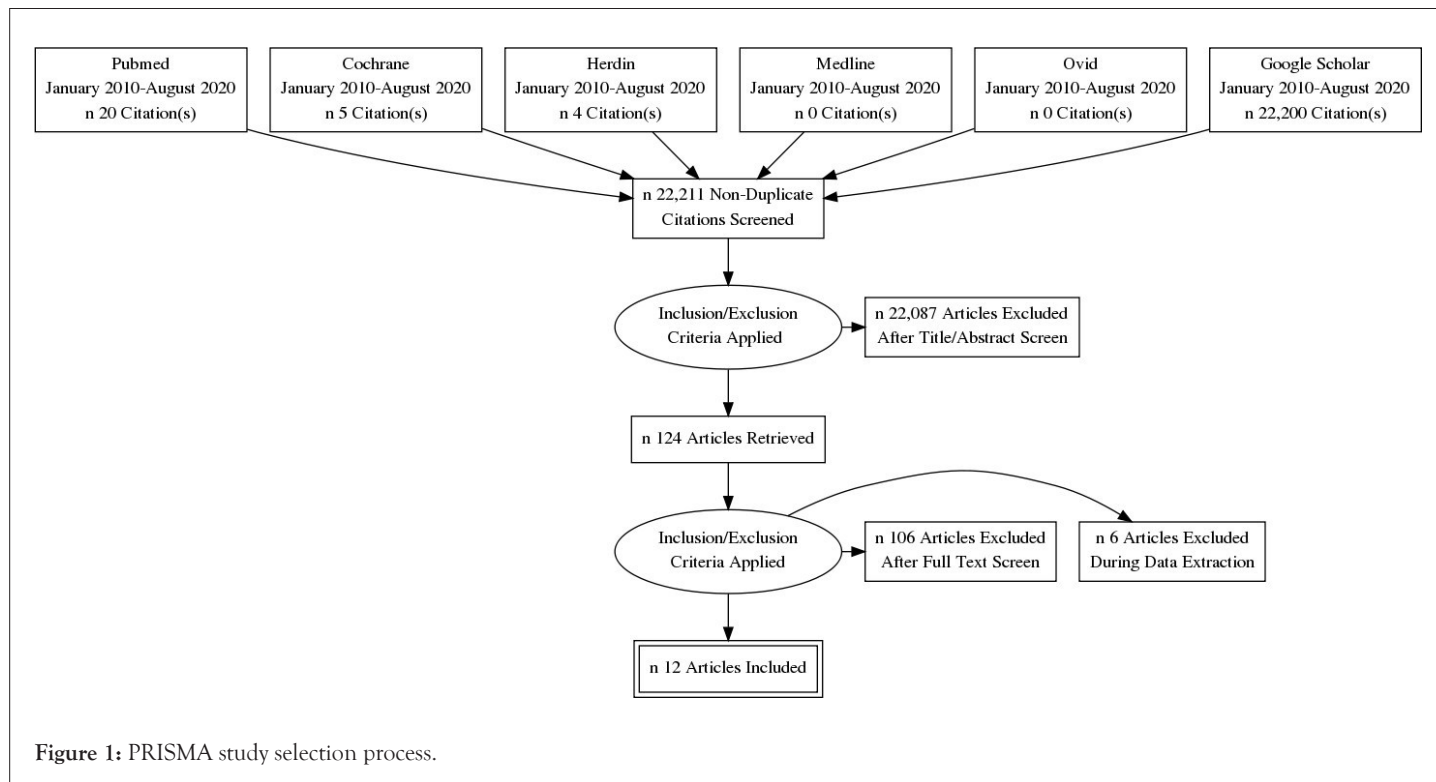 Pubmed
January 2010-August 2020
n 20 Citation(s)
Cochrane
January 2010-August 2020
n 5 Citation(s)
Herdin
January 2010-August 2020
n 4 Citation(s)
Medline
January 2010-August 2020
n 0 Citation(s)
Ovid
January 2010-August 2020
n 0 Citation(s)
Google Scholar
January 2010-August 2020
n 22,200 Citation(s)
n 22,211 Non-Duplicate
Citations Screened
Inclusion/Exclusion
Criteria Applied
n 22,087 Articles Excluded
After Title/Abstract Screen
n 124 Articles Retrieved
Inclusion/Exclusion
Criteria Applied
n 106 Articles Excluded
After Full Text Screen
n 6 Articles Excluded
During Data Extraction
n 12 Articles Included
Figure 1: PRISMA study selection process.